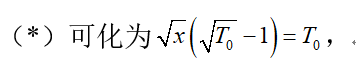 （*）可化为 √x(√T₀ −1) = T₀，